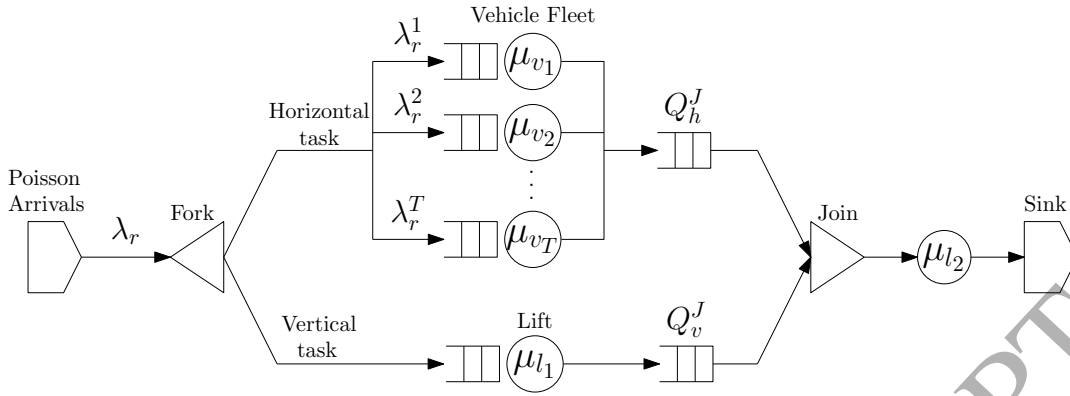 Vehicle Fleet
λ_r^1
μ_{v_1}
Horizontal
task
λ_r^2
μ_{v_2}
Q_h^J
⋮
Poisson
Arrivals
λ_r
Fork
λ_r^T
μ_{v_T}
Join
μ_{l_2}
Sink
Vertical
task
Lift
μ_{l_1}
Q_v^J
PT